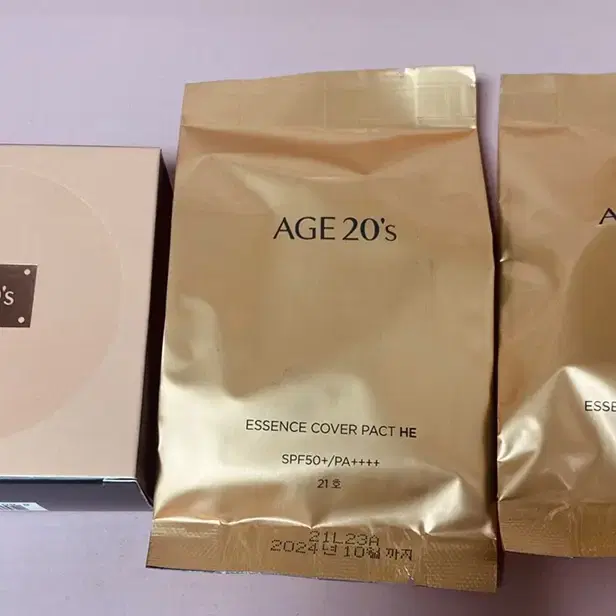 's
AGE 20's
ESSENCE COVER PACT HE
SPF50+/PA++++
21호
21L23A
2024년 10월 까지
A
ESSE